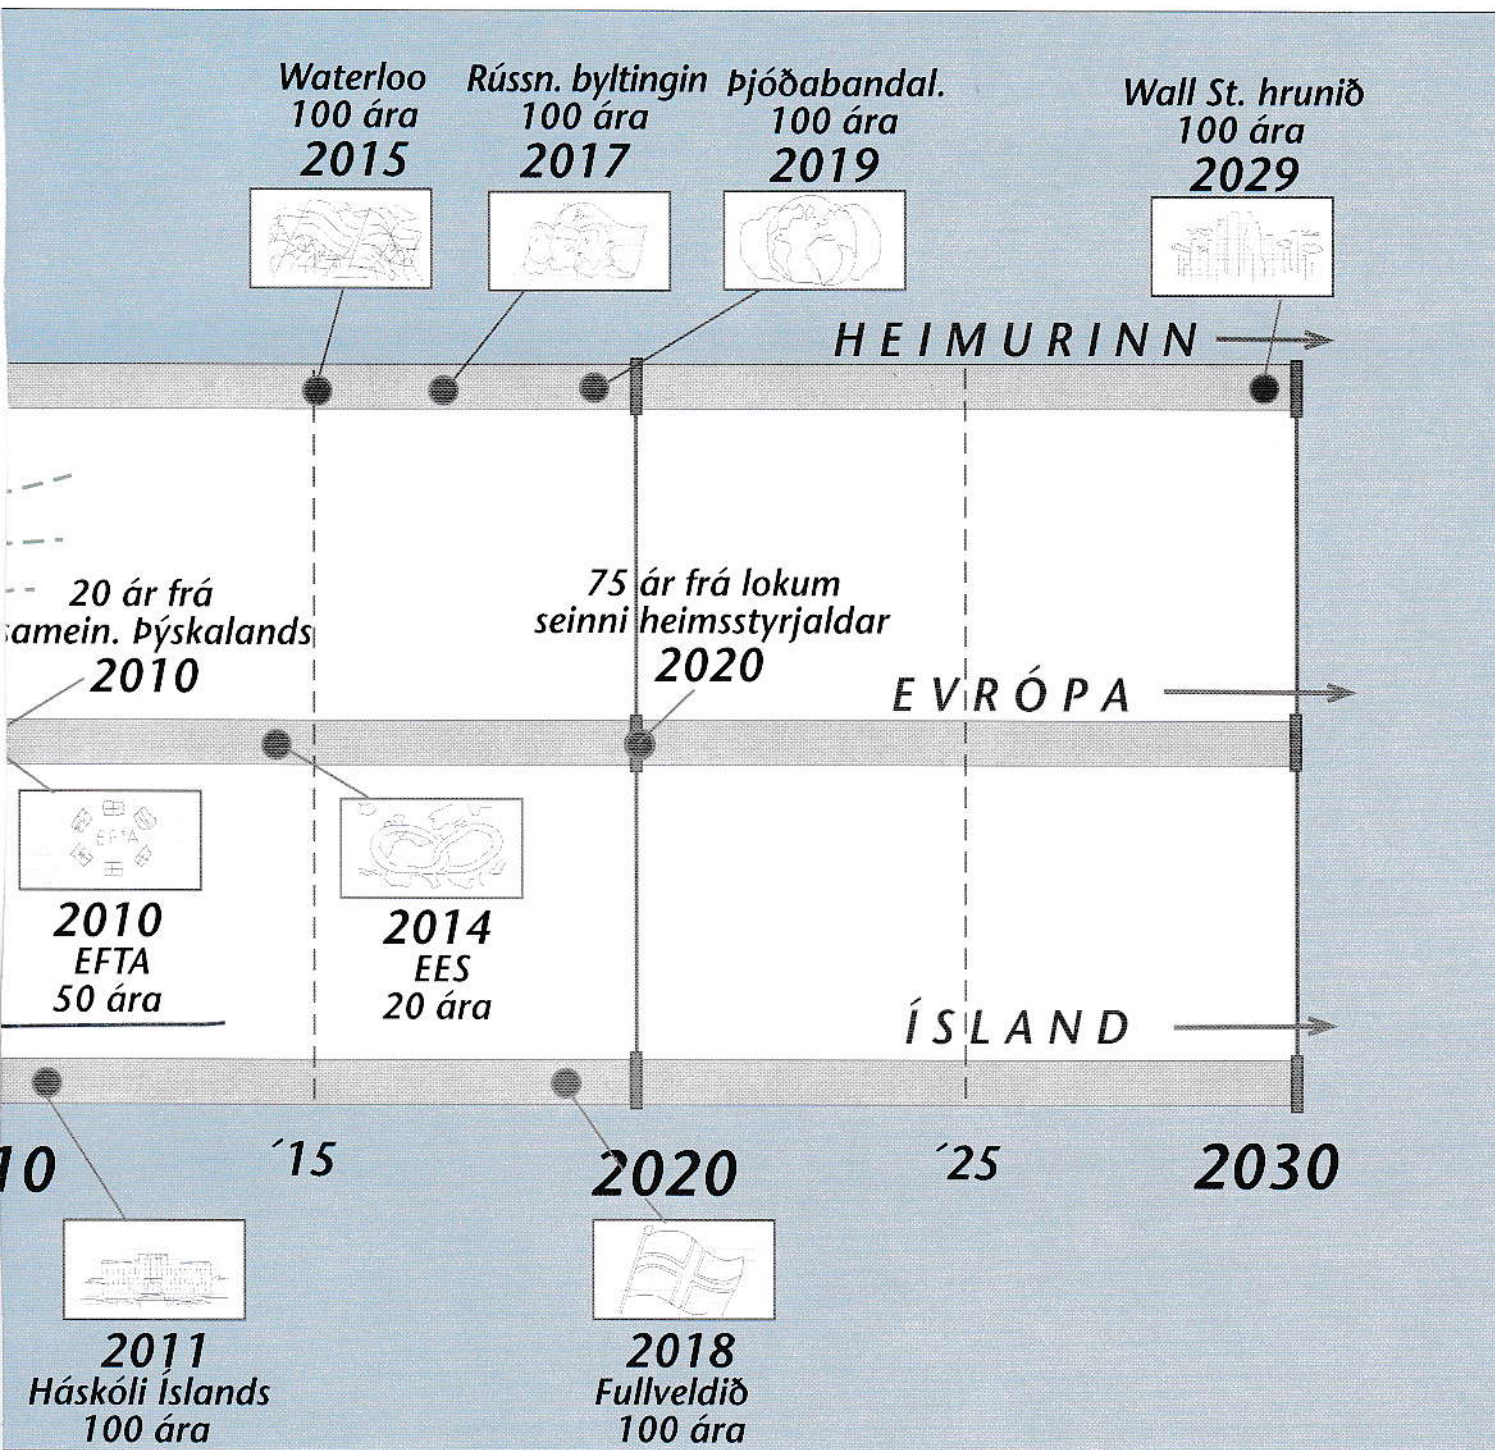 Waterloo
100 ára
2015
Rússn. byltingin
100 ára
2017
Þjóðabandal.
100 ára
2019
Wall St. hrunið
100 ára
2029
HEIMURINN
20 ár frá
samein. Þýskalands
2010
75 ár frá lokum
seinni heimsstyrjaldar
2020
EVRÓPA
EFTA
2010
EFTA
50 ára
2014
EES
20 ára
ÍSLAND
10
´15
2020
´25
2030
2011
Háskóli Íslands
100 ára
2018
Fullveldið
100 ára